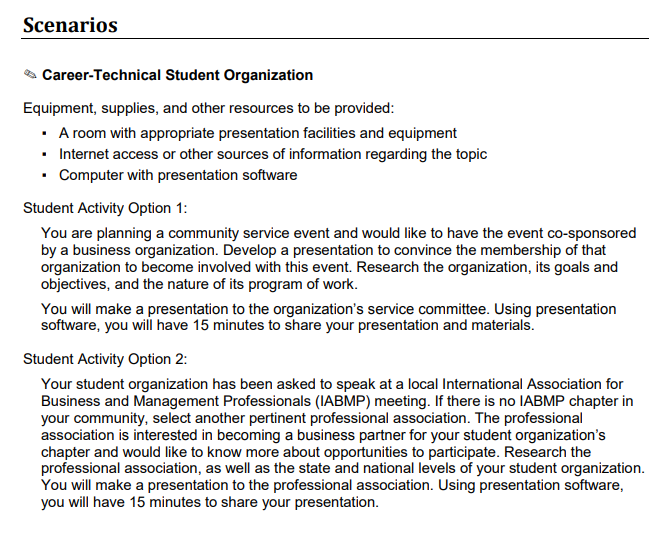 Scenarios
✎ Career-Technical Student Organization
Equipment, supplies, and other resources to be provided:
▪ A room with appropriate presentation facilities and equipment
▪ Internet access or other sources of information regarding the topic
▪ Computer with presentation software
Student Activity Option 1:
You are planning a community service event and would like to have the event co-sponsored
by a business organization. Develop a presentation to convince the membership of that
organization to become involved with this event. Research the organization, its goals and
objectives, and the nature of its program of work.
You will make a presentation to the organization's service committee. Using presentation
software, you will have 15 minutes to share your presentation and materials.
Student Activity Option 2:
Your student organization has been asked to speak at a local International Association for
Business and Management Professionals (IABMP) meeting. If there is no IABMP chapter in
your community, select another pertinent professional association. The professional
association is interested in becoming a business partner for your student organization's
chapter and would like to know more about opportunities to participate. Research the
professional association, as well as the state and national levels of your student organization.
You will make a presentation to the professional association. Using presentation software,
you will have 15 minutes to share your presentation.